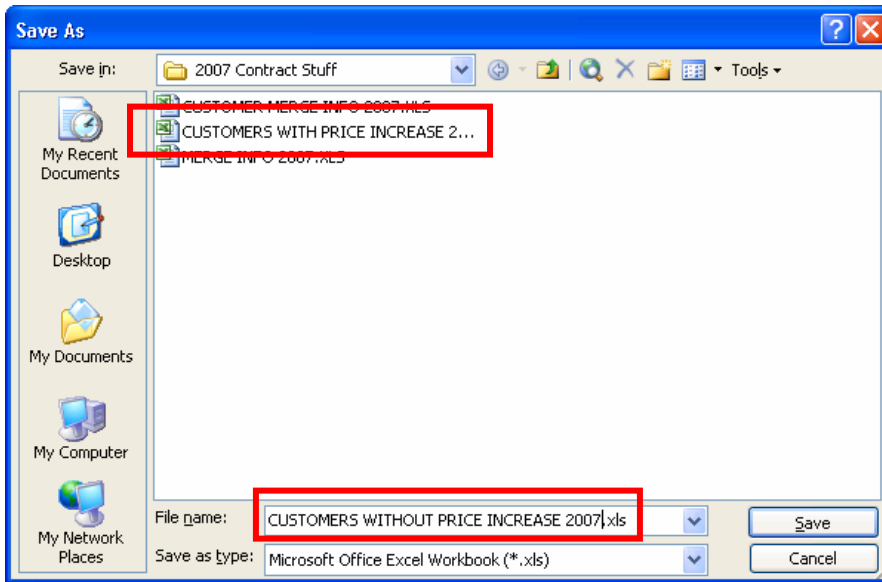 Save As
Save in:
2007 Contract Stuff
Tools
My Recent Documents
Desktop
My Documents
My Computer
My Network Places
CUSTOMER MERGE INFO 2007.XLS
CUSTOMERS WITH PRICE INCREASE 2...
MERGE INFO 2007.XLS
File name:
CUSTOMERS WITHOUT PRICE INCREASE 2007.xls
Save
Save as type:
Microsoft Office Excel Workbook (*.xls)
Cancel